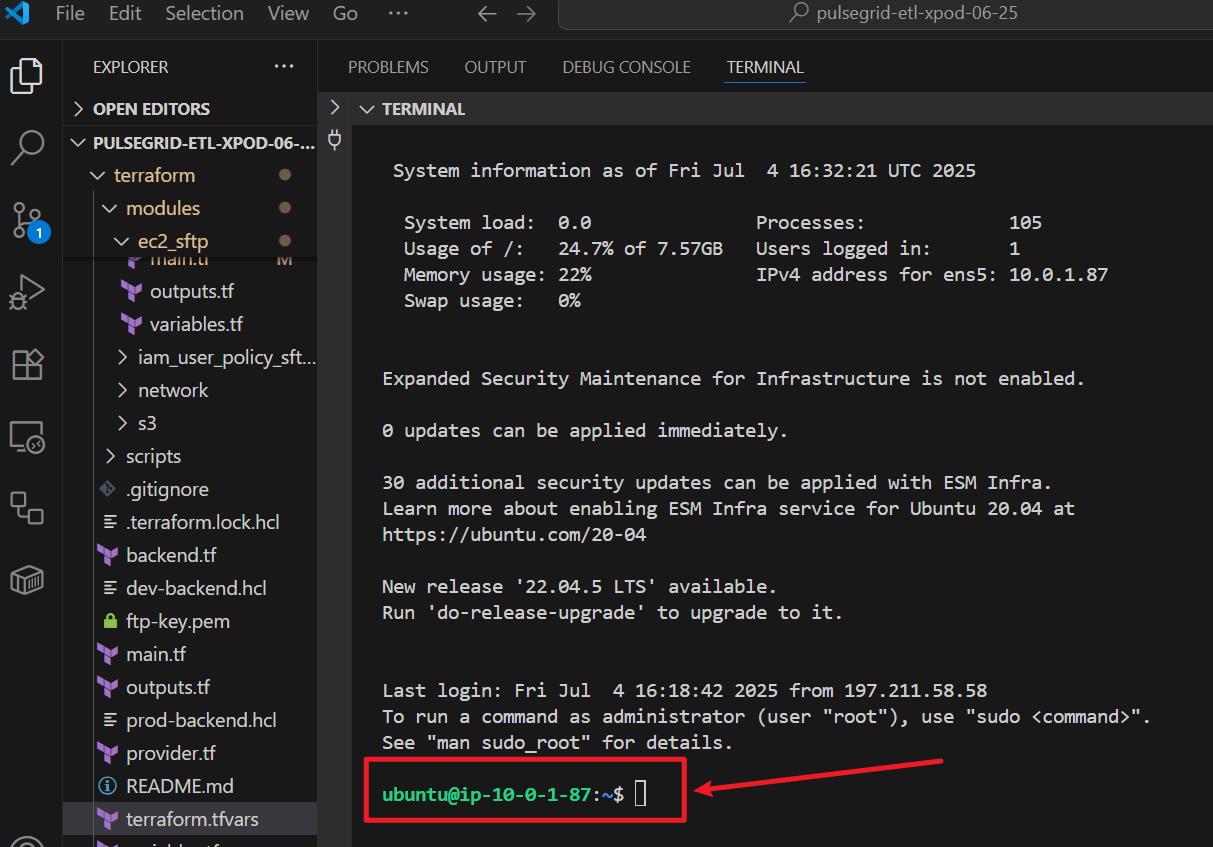 File Edit Selection View Go ··· pulsegrid-etl-xpod-06-25
EXPLORER ···
OPEN EDITORS
PULSEGRID-ETL-XPOD-06-...
terraform
modules
ec2_sftp
main.tf M
outputs.tf
variables.tf
iam_user_policy_sft...
network
s3
scripts
.gitignore
.terraform.lock.hcl
backend.tf
dev-backend.hcl
ftp-key.pem
main.tf
outputs.tf
prod-backend.hcl
provider.tf
README.md
terraform.tfvars
1
PROBLEMS OUTPUT DEBUG CONSOLE TERMINAL
TERMINAL
System information as of Fri Jul  4 16:32:21 UTC 2025
System load:  0.0 Processes: 105
Usage of /:   24.7% of 7.57GB Users logged in: 1
Memory usage: 22% IPv4 address for ens5: 10.0.1.87
Swap usage:   0%
Expanded Security Maintenance for Infrastructure is not enabled.
0 updates can be applied immediately.
30 additional security updates can be applied with ESM Infra.
Learn more about enabling ESM Infra service for Ubuntu 20.04 at
https://ubuntu.com/20-04
New release '22.04.5 LTS' available.
Run 'do-release-upgrade' to upgrade to it.
Last login: Fri Jul  4 16:18:42 2025 from 197.211.58.58
To run a command as administrator (user "root"), use "sudo <command>".
See "man sudo_root" for details.
ubuntu@ip-10-0-1-87:~$